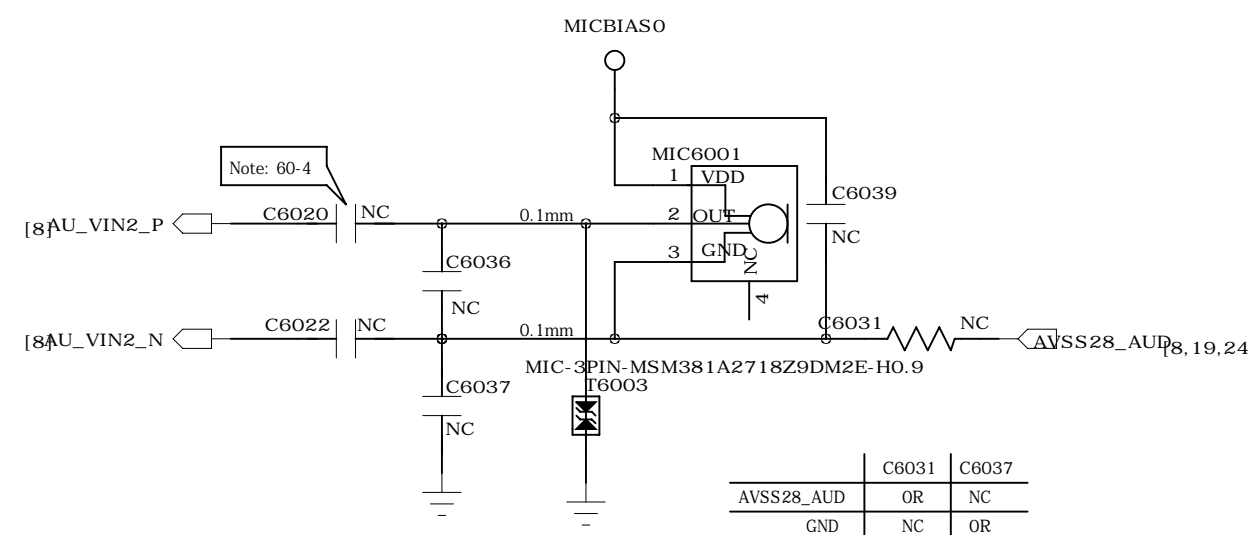 MICBIAS0
MIC6001
1 VDD
C6039
Note: 60-4
C6020 NC
0.1mm
2 OUT
[8]AU_VIN2_P
NC
3 GND
NC
C6036
4
NC
C6022 NC
0.1mm
C6031 NC
[8]AU_VIN2_N
AVSS28_AUD[8,19,24
MIC-3PIN-MSM381A2718Z9DM2E-H0.9
C6037
T6003
NC
C6031 C6037
AVSS28_AUD 0R NC
GND NC 0R